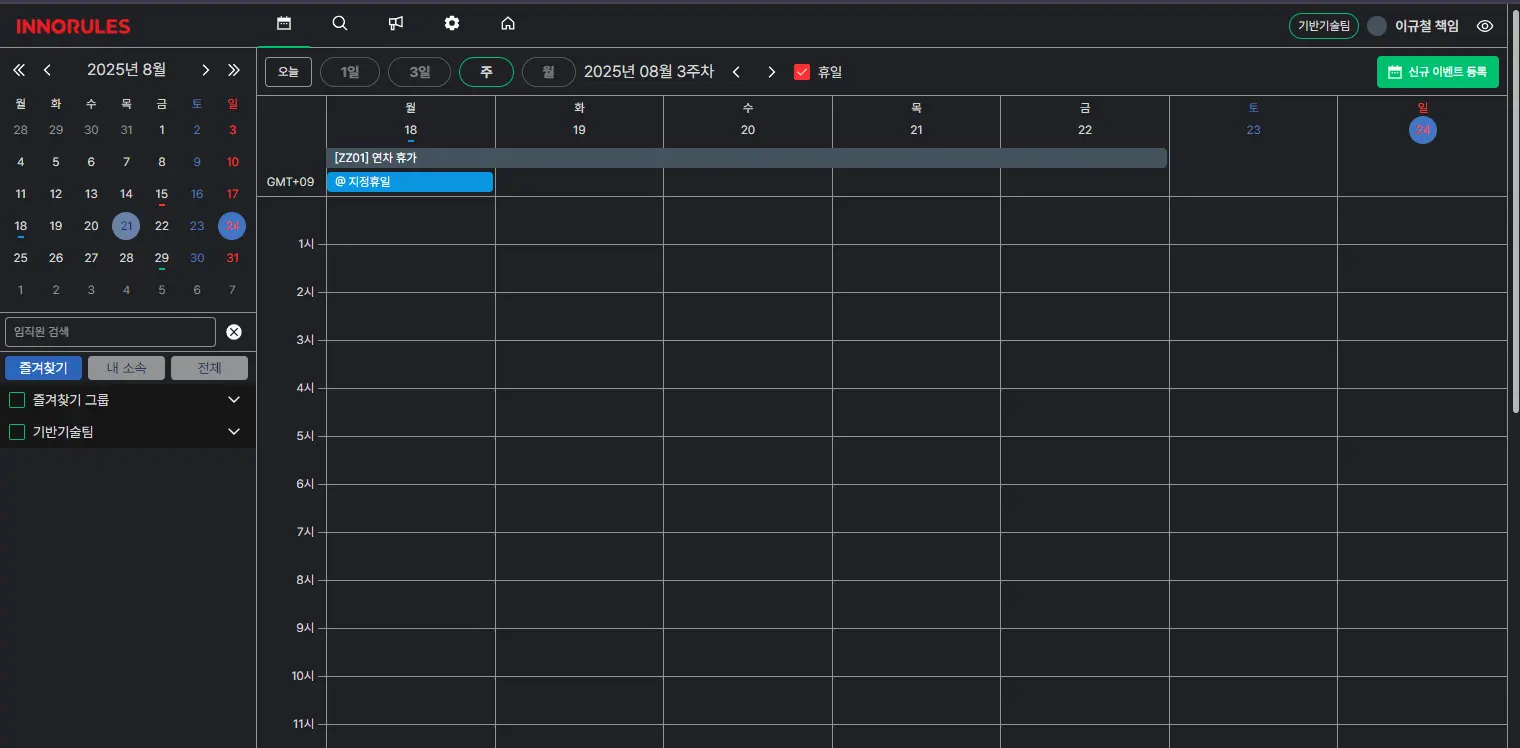 INNORULES
기반기술팀 이규철 책임
2025년 8월
월 화 수 목 금 토 일
28 29 30 31 1 2 3
4 5 6 7 8 9 10
11 12 13 14 15 16 17
18 19 20 21 22 23 24
25 26 27 28 29 30 31
1 2 3 4 5 6 7
임직원 검색
즐겨찾기 내 소속 전체
즐겨찾기 그룹
기반기술팀
오늘 1일 3일 주 월 2025년 08월 3주차 휴일 신규 이벤트 등록
월 화 수 목 금 토 일
18 19 20 21 22 23 24
[ZZ01] 연차 휴가
GMT+09 @ 지정휴일
1시
2시
3시
4시
5시
6시
7시
8시
9시
10시
11시